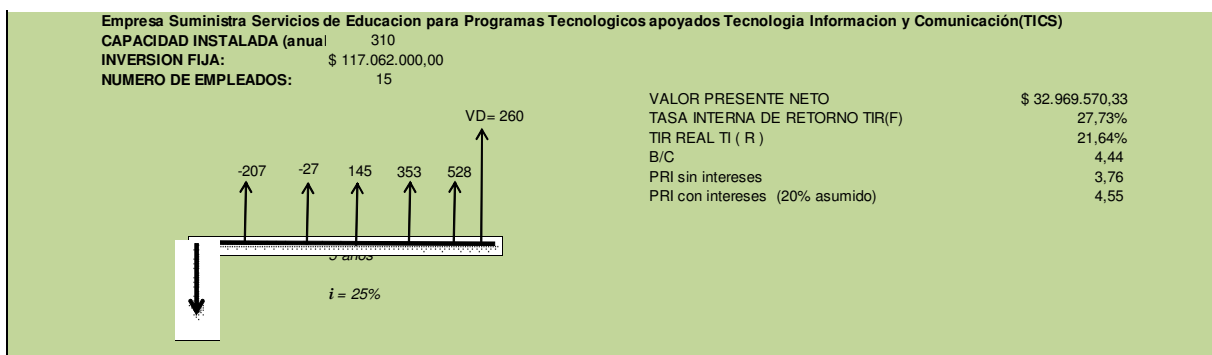 Empresa Suministra Servicios de Educacion para Programas Tecnologicos apoyados Tecnologia Informacion y Comunicación(TICS)
CAPACIDAD INSTALADA (anual 310
INVERSION FIJA: $ 117.062.000,00
NUMERO DE EMPLEADOS: 15
VALOR PRESENTE NETO $ 32.969.570,33
TASA INTERNA DE RETORNO TIR(F) 27,73%
TIR REAL TI ( R ) 21,64%
B/C 4,44
PRI sin intereses 3,76
PRI con intereses (20% asumido) 4,55
VD= 260
-207 -27 145 353 528
años
i = 25%